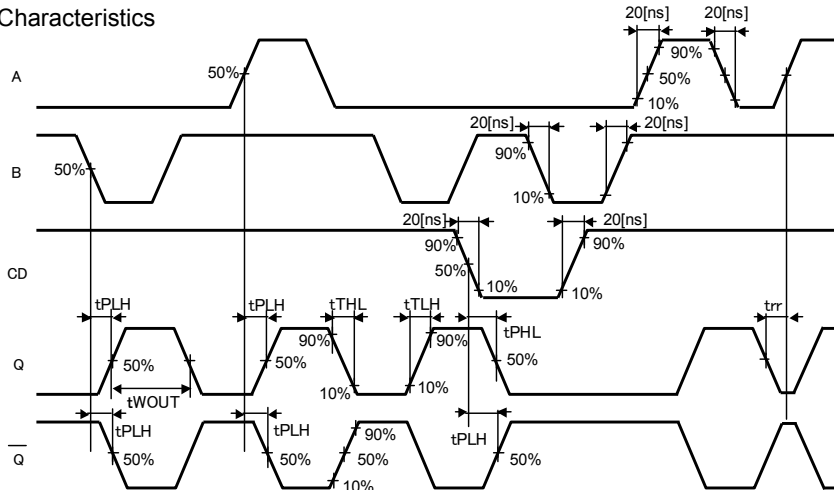 Characteristics
20[ns] 20[ns]
A 50% 90% 50% 10%
20[ns] 20[ns]
B 50% 90% 10%
20[ns] 20[ns]
CD 90% 50% 10% 90% 10%
tPLH tPLH tTHL tTLH tPHL trr
Q 50% 50% 90% 10% 90% 10% 50%
tWOUT
tPLH tPLH tPLH
Q 50% 50% 90% 50% 10% 50%